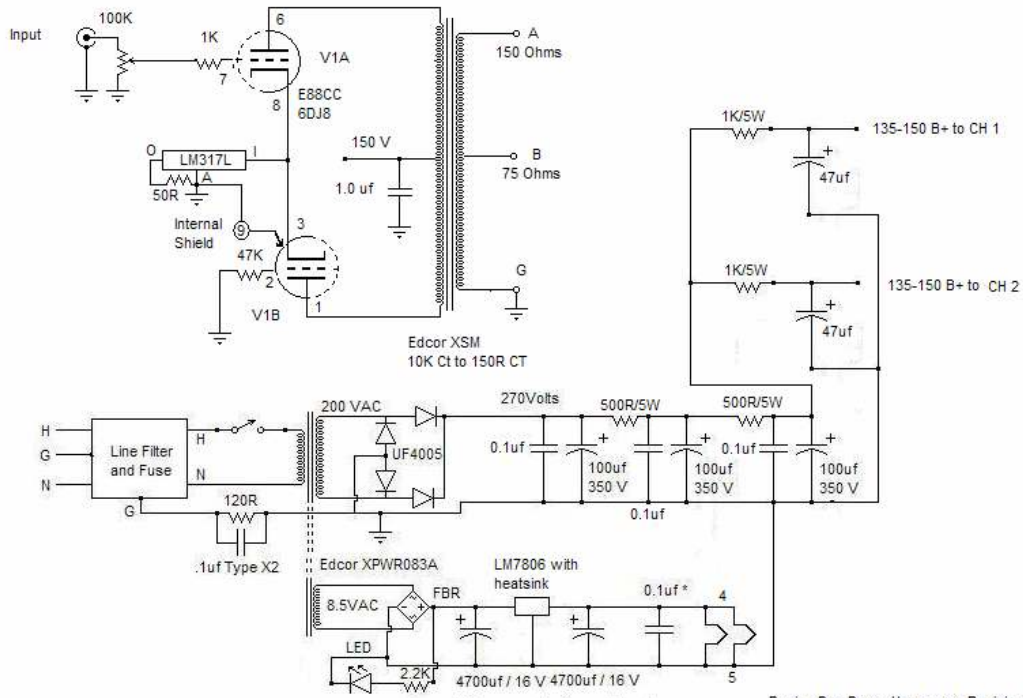 100K
Input
1K
7
6
V1A
E88CC
6DJ8
8
O
LM317L
I
A
50R
Internal
Shield
9
3
47K
2
V1B
1
150 V
1.0 uf
A
150 Ohms
B
75 Ohms
G
Edcor XSM
10K Ct to 150R CT
1K/5W
135-150 B+ to CH 1
+
47uf
1K/5W
135-150 B+ to CH 2
+
47uf
H
G
N
Line Filter
and Fuse
H
N
G
120R
.1uf Type X2
200 VAC
UF4005
270Volts
500R/5W
500R/5W
0.1uf
+
100uf
350 V
0.1uf
+
100uf
350 V
0.1uf
+
100uf
350 V
Edcor XPWR083A
8.5VAC
FBR
~
-
+
~
LM7806 with
heatsink
0.1uf *
4
5
+
4700uf / 16 V
+
4700uf / 16 V
LED
2.2K